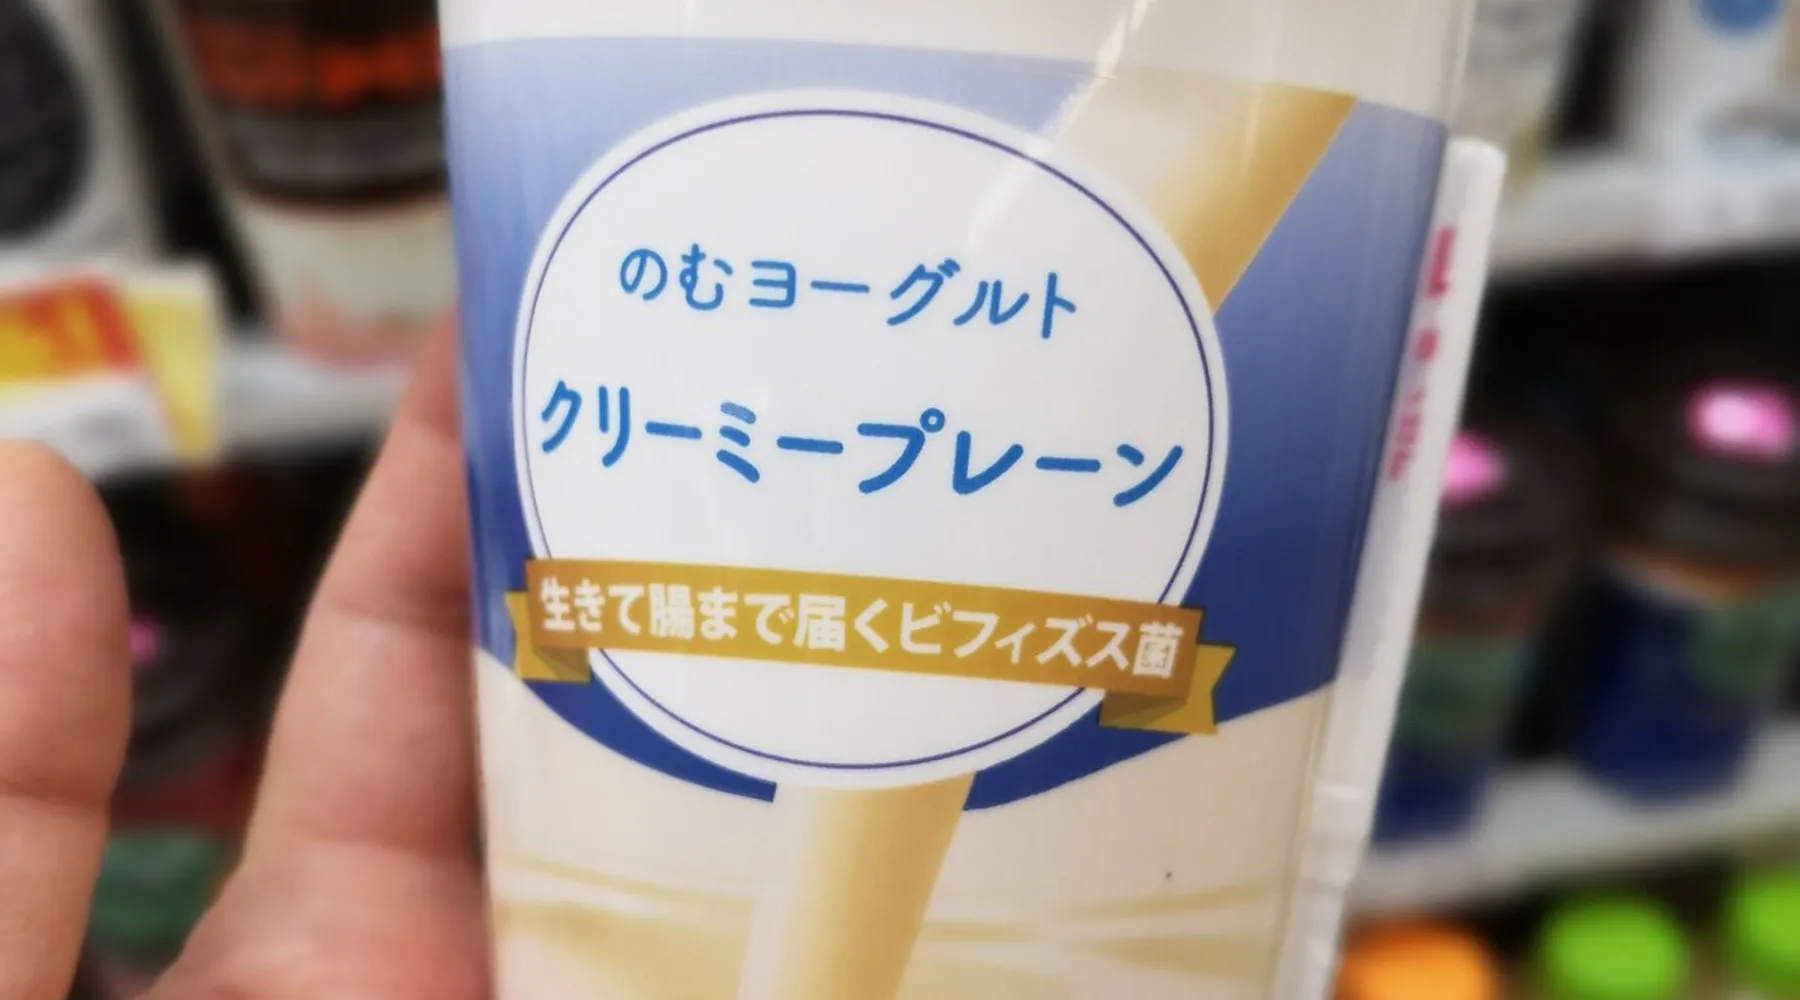 のむヨーグルト
クリーミープレーン
生きて腸まで届くビフィズス菌